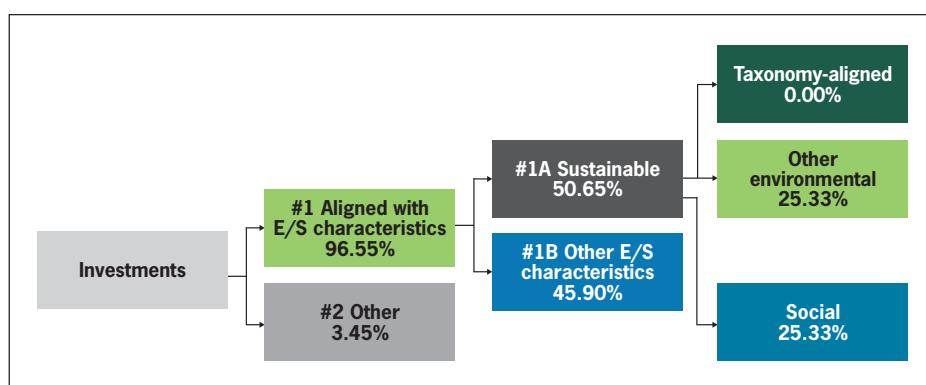 Investments
#1 Aligned with
E/S characteristics
96.55%
#2 Other
3.45%
#1A Sustainable
50.65%
#1B Other E/S
characteristics
45.90%
Taxonomy-aligned
0.00%
Other
environmental
25.33%
Social
25.33%